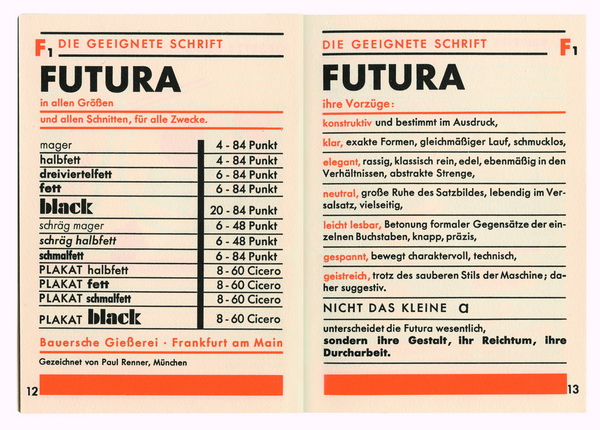 F1 DIE GEEIGNETE SCHRIFT
FUTURA
in allen Größen
und allen Schnitten, für alle Zwecke.
mager 4 - 84 Punkt
halbfett 4 - 84 Punkt
dreiviertelfett 6 - 84 Punkt
fett 6 - 84 Punkt
black 20 - 84 Punkt
schräg mager 6 - 48 Punkt
schräg halbfett 6 - 48 Punkt
schmalfett 6 - 84 Punkt
PLAKAT halbfett 8 - 60 Cicero
PLAKAT fett 8 - 60 Cicero
PLAKAT schmalfett 8 - 60 Cicero
PLAKAT black 8 - 60 Cicero
Bauersche Gießerei · Frankfurt am Main
Gezeichnet von Paul Renner, München
12
DIE GEEIGNETE SCHRIFT F1
FUTURA
ihre Vorzüge:
konstruktiv und bestimmt im Ausdruck,
klar, exakte Formen, gleichmäßiger Lauf, schmucklos,
elegant, rassig, klassisch rein, edel, ebenmäßig in den
Verhältnissen, abstrakte Strenge,
neutral, große Ruhe des Satzbildes, lebendig im Ver-
salsatz, vielseitig,
leicht lesbar, Betonung formaler Gegensätze der ein-
zelnen Buchstaben, knapp, präzis,
gespannt, bewegt charaktervoll, technisch,
geistreich, trotz des sauberen Stils der Maschine; da-
her suggestiv.
NICHT DAS KLEINE a
unterscheidet die Futura wesentlich,
sondern ihre Gestalt, ihr Reichtum, ihre
Durcharbeit.
13